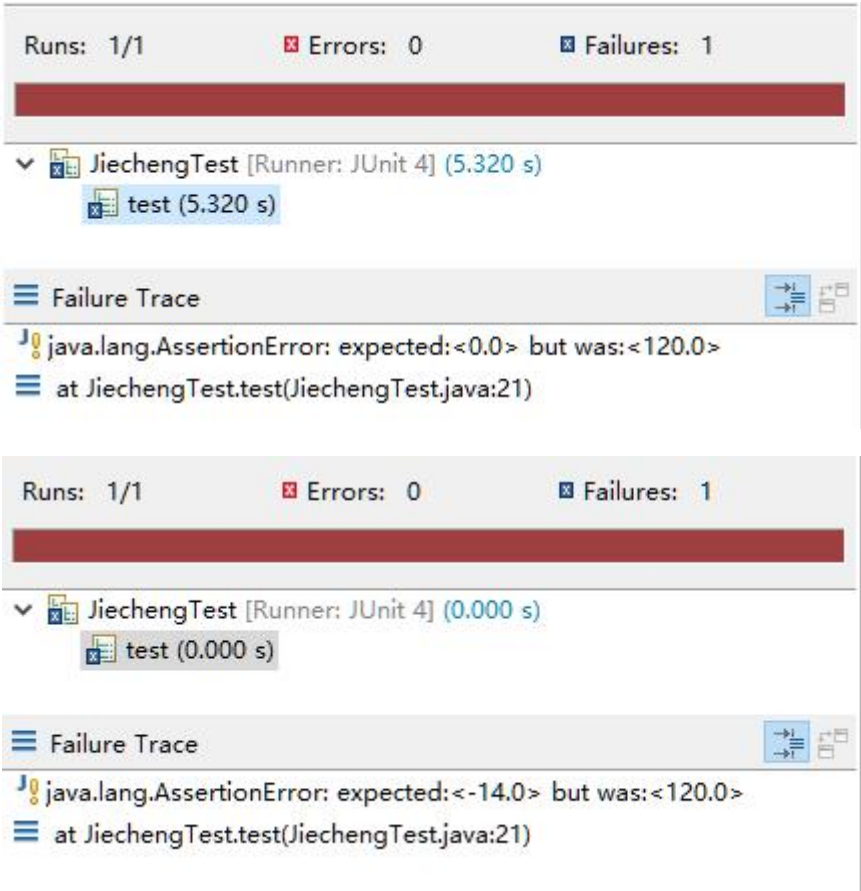 Runs: 1/1 Errors: 0 Failures: 1
JiechengTest [Runner: JUnit 4] (5.320 s)
test (5.320 s)
Failure Trace
java.lang.AssertionError: expected:<0.0> but was:<120.0>
at JiechengTest.test(JiechengTest.java:21)
Runs: 1/1 Errors: 0 Failures: 1
JiechengTest [Runner: JUnit 4] (0.000 s)
test (0.000 s)
Failure Trace
java.lang.AssertionError: expected:<-14.0> but was:<120.0>
at JiechengTest.test(JiechengTest.java:21)